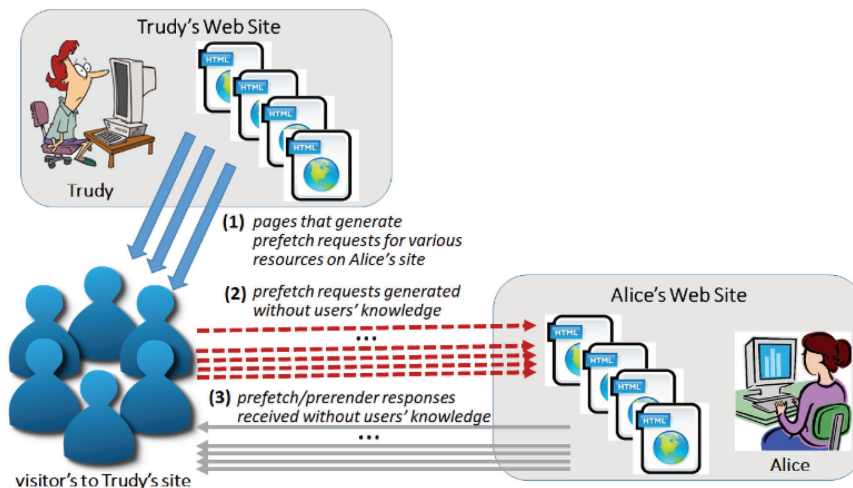 Trudy's Web Site
HTML
HTML
HTML
HTML
Trudy
(1) pages that generate
prefetch requests for various
resources on Alice's site
(2) prefetch requests generated
without users' knowledge
...
Alice's Web Site
HTML
HTML
HTML
HTML
(3) prefetch/prerender responses
received without users' knowledge
...
Alice
visitor's to Trudy's site